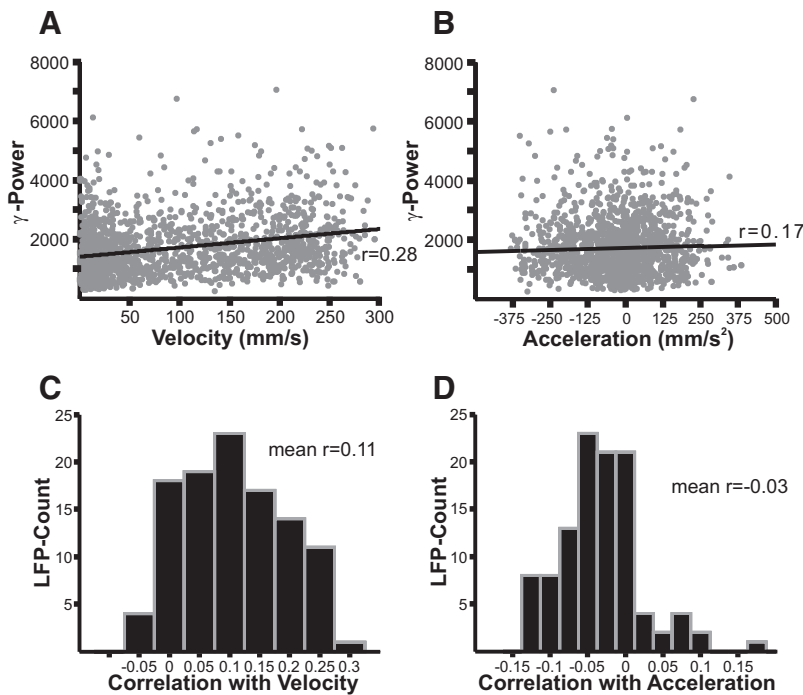 A
8000
6000
4000
2000
γ-Power
r=0.28
50 100 150 200 250 300
Velocity (mm/s)
B
8000
6000
4000
2000
γ-Power
r=0.17
-375 -250 -125 0 125 250 375 500
Acceleration (mm/s²)
C
25
20
15
10
5
LFP-Count
mean r=0.11
-0.05 0 0.05 0.1 0.15 0.2 0.25 0.3
Correlation with Velocity
D
25
20
15
10
5
LFP-Count
mean r=-0.03
-0.15 -0.1 -0.05 0 0.05 0.1 0.15
Correlation with Acceleration